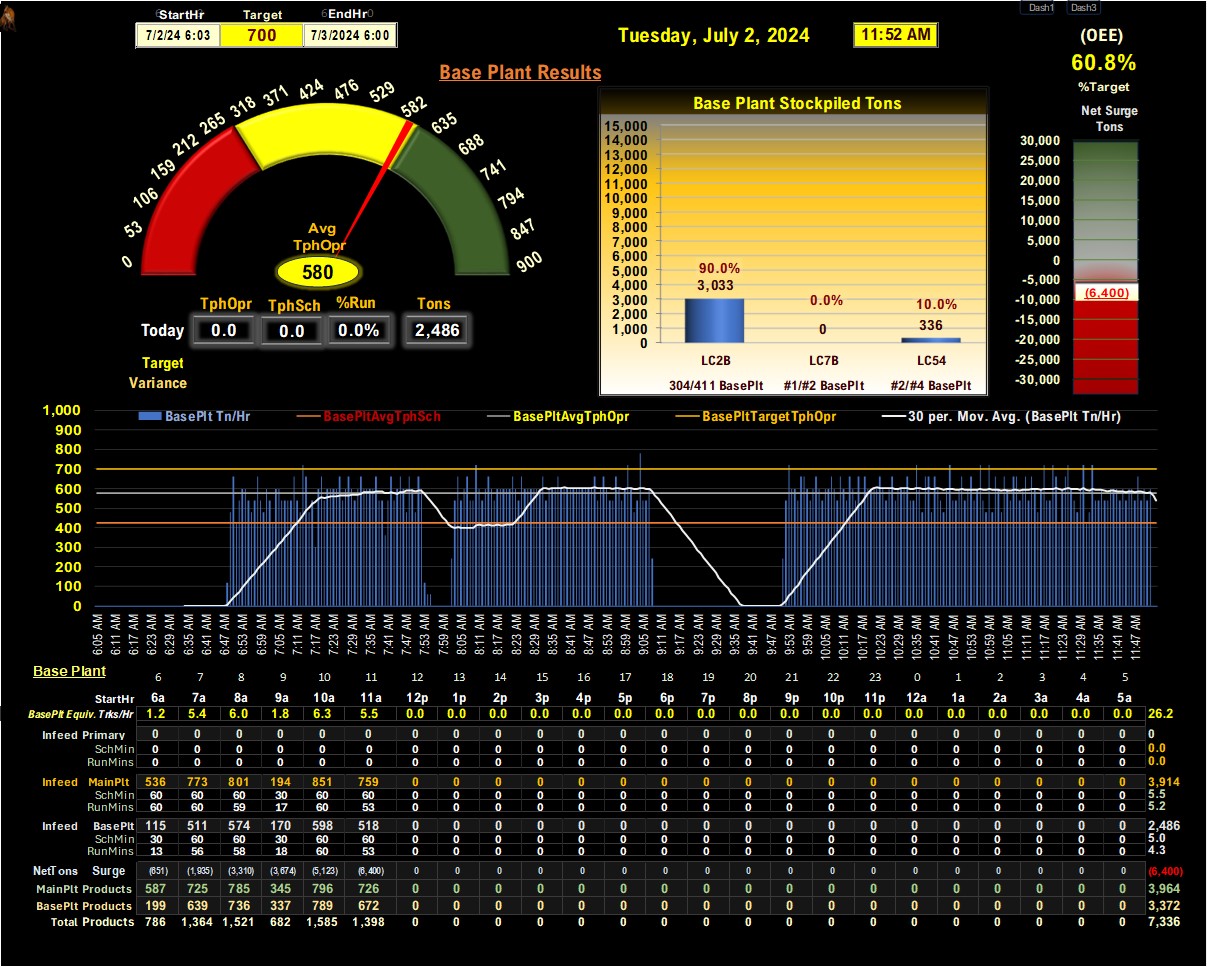 Dash1 Dash3
StartHr Target EndHr
7/2/24 6:03 700 7/3/2024 6:00
Tuesday, July 2, 2024 11:52 AM
(OEE)
60.8%
%Target
Net Surge
Tons
Base Plant Results
0 53 106 159 212 265 318 371 424 476 529 582 635 688 741 794 847 900
Avg
TphOpr
580
TphOpr TphSch %Run Tons
Today 0.0 0.0 0.0% 2,486
Target
Variance
Base Plant Stockpiled Tons
15,000
14,000
13,000
12,000
11,000
10,000
9,000
8,000
7,000
6,000
5,000
4,000
3,000
2,000
1,000
0
90.0% 0.0% 10.0%
3,033 0 336
LC2B LC7B LC54
304/411 BasePlt #1/#2 BasePlt #2/#4 BasePlt
30,000
25,000
20,000
15,000
10,000
5,000
0
-5,000
-10,000
-15,000
-20,000
-25,000
-30,000
(6,400)
BasePlt Tn/Hr BasePltAvgTphSch BasePltAvgTphOpr BasePltTargetTphOpr 30 per. Mov. Avg. (BasePlt Tn/Hr)
1,000
900
800
700
600
500
400
300
200
100
0
6:05 AM 6:11 AM 6:17 AM 6:23 AM 6:29 AM 6:35 AM 6:41 AM 6:47 AM 6:53 AM 6:59 AM 7:05 AM 7:11 AM 7:17 AM 7:23 AM 7:29 AM 7:35 AM 7:41 AM 7:47 AM 7:53 AM 7:59 AM 8:05 AM 8:11 AM 8:17 AM 8:23 AM 8:29 AM 8:35 AM 8:41 AM 8:47 AM 8:53 AM 8:59 AM 9:05 AM 9:11 AM 9:17 AM 9:23 AM 9:29 AM 9:35 AM 9:41 AM 9:47 AM 9:53 AM 9:59 AM 10:05 AM 10:11 AM 10:17 AM 10:23 AM 10:29 AM 10:35 AM 10:41 AM 10:47 AM 10:53 AM 10:59 AM 11:05 AM 11:11 AM 11:17 AM 11:23 AM 11:29 AM 11:35 AM 11:41 AM 11:47 AM
Base Plant 6 7 8 9 10 11 12 13 14 15 16 17 18 19 20 21 22 23 0 1 2 3 4 5
StartHr 6a 7a 8a 9a 10a 11a 12p 1p 2p 3p 4p 5p 6p 7p 8p 9p 10p 11p 12a 1a 2a 3a 4a 5a
BasePlt Equiv. Trks/Hr 1.2 5.4 6.0 1.8 6.3 5.5 0.0 0.0 0.0 0.0 0.0 0.0 0.0 0.0 0.0 0.0 0.0 0.0 0.0 0.0 0.0 0.0 0.0 0.0 26.2
Infeed Primary 0 0 0 0 0 0 0 0 0 0 0 0 0 0 0 0 0 0 0 0 0 0 0 0 0
SchMin 0 0 0 0 0 0 0 0 0 0 0 0 0 0 0 0 0 0 0 0 0 0 0 0 0.0
RunMins 0 0 0 0 0 0 0 0 0 0 0 0 0 0 0 0 0 0 0 0 0 0 0 0 0.0
Infeed MainPlt 536 773 801 194 851 759 0 0 0 0 0 0 0 0 0 0 0 0 0 0 0 0 0 0 3,914
SchMin 60 60 60 30 60 60 0 0 0 0 0 0 0 0 0 0 0 0 0 0 0 0 0 0 5.5
RunMins 60 60 59 17 60 53 0 0 0 0 0 0 0 0 0 0 0 0 0 0 0 0 0 0 5.2
Infeed BasePlt 115 511 574 170 598 518 0 0 0 0 0 0 0 0 0 0 0 0 0 0 0 0 0 0 2,486
SchMin 30 60 60 30 60 60 0 0 0 0 0 0 0 0 0 0 0 0 0 0 0 0 0 0 5.0
RunMins 13 56 58 18 60 53 0 0 0 0 0 0 0 0 0 0 0 0 0 0 0 0 0 0 4.3
NetTons Surge (651) (1,935) (3,310) (3,674) (5,123) (6,400) 0 0 0 0 0 0 0 0 0 0 0 0 0 0 0 0 0 0 (6,400)
MainPlt Products 587 725 785 345 796 726 0 0 0 0 0 0 0 0 0 0 0 0 0 0 0 0 0 0 3,964
BasePlt Products 199 639 736 337 789 672 0 0 0 0 0 0 0 0 0 0 0 0 0 0 0 0 0 0 3,372
Total Products 786 1,364 1,521 682 1,585 1,398 0 0 0 0 0 0 0 0 0 0 0 0 0 0 0 0 0 0 7,336